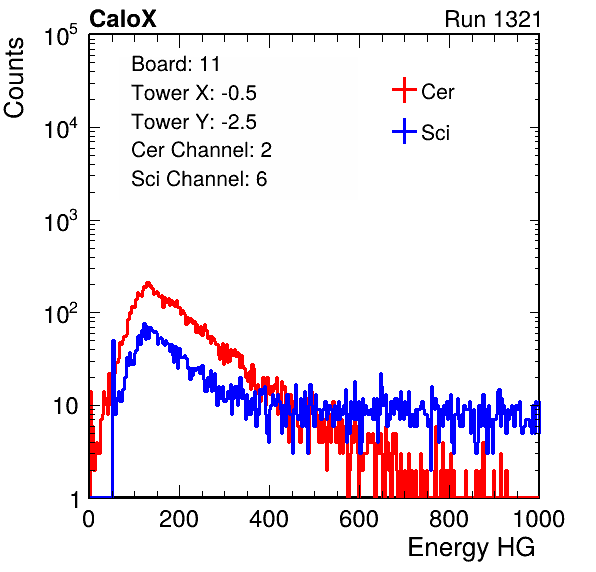 CaloX Run 1321
Counts
10^5
10^4
10^3
10^2
10
1
Board: 11
Tower X: -0.5
Tower Y: -2.5
Cer Channel: 2
Sci Channel: 6
Cer
Sci
0 200 400 600 800 1000
Energy HG